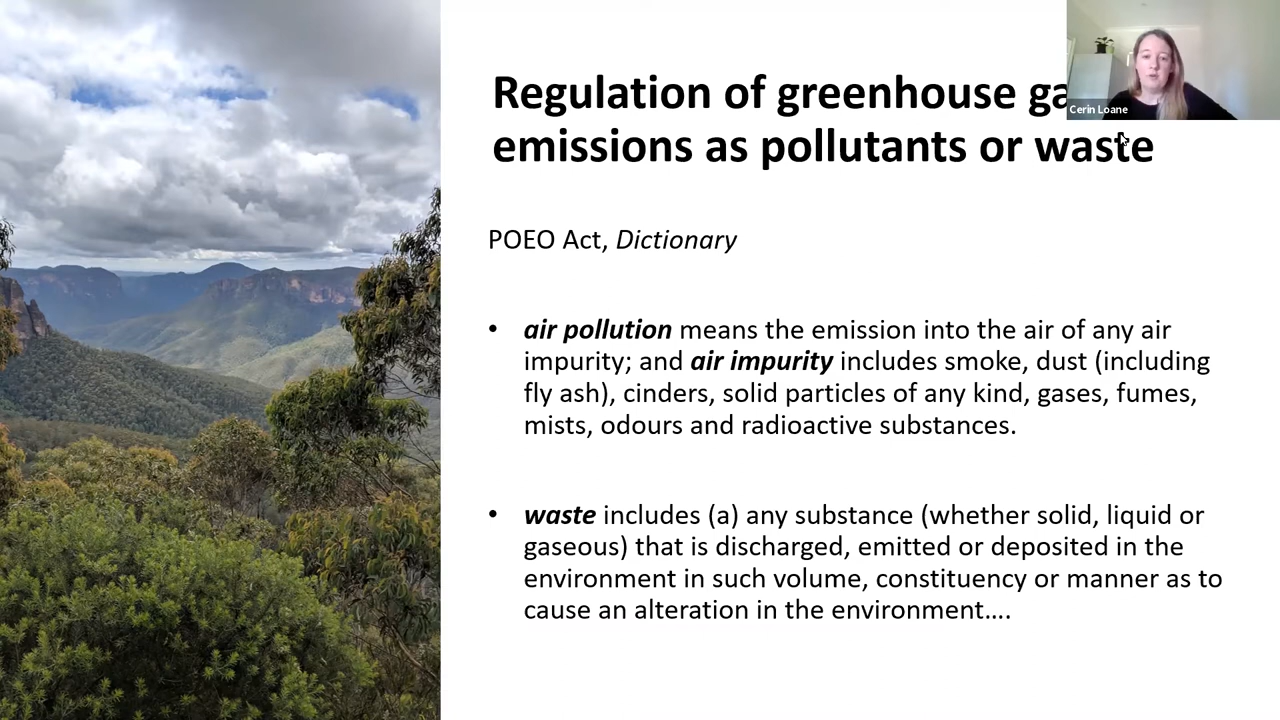 Regulation of greenhouse
emissions as pollutants or waste
Cerin Loane
POEO Act, Dictionary
• air pollution means the emission into the air of any air
impurity; and air impurity includes smoke, dust (including
fly ash), cinders, solid particles of any kind, gases, fumes,
mists, odours and radioactive substances.
• waste includes (a) any substance (whether solid, liquid or
gaseous) that is discharged, emitted or deposited in the
environment in such volume, constituency or manner as to
cause an alteration in the environment....